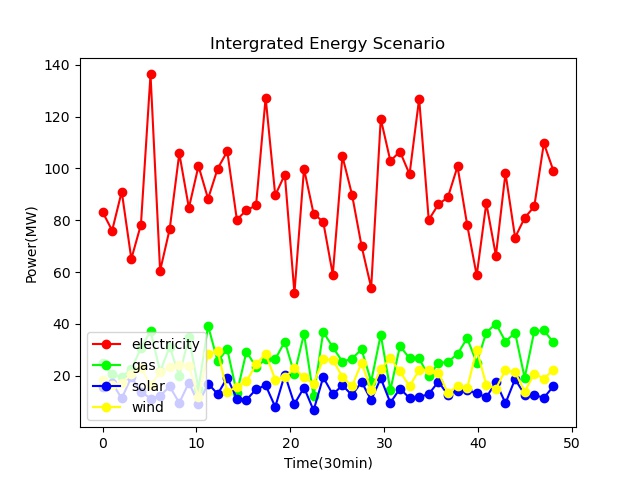 Intergrated Energy Scenario
Power(MW)
140
120
100
80
60
40
20
electricity
gas
solar
wind
0
10
20
30
40
50
Time(30min)